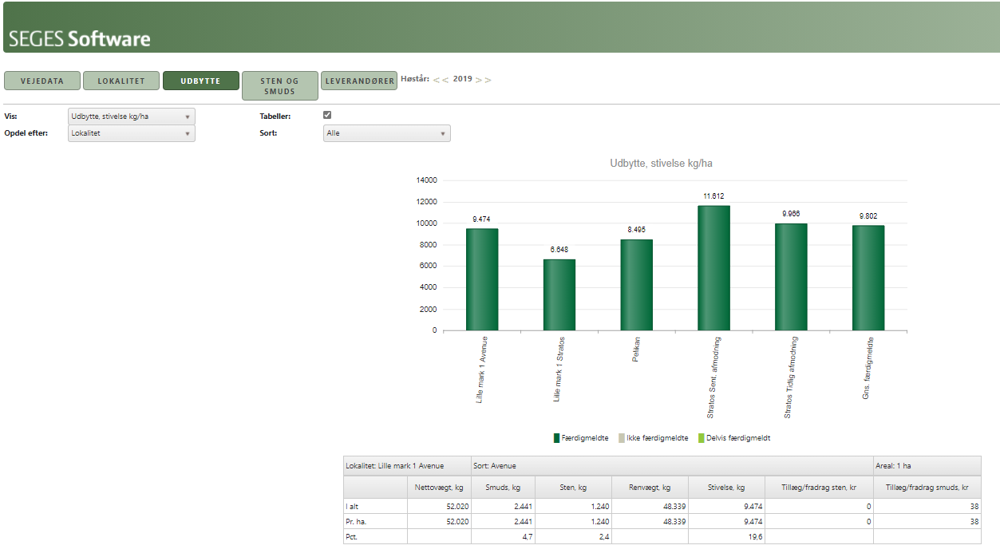 SEGES Software
VEJEDATA LOKALITET UDBYTTE STEN OG SMUDS LEVERANDØRER Høstår: << 2019 >>
Vis: Udbytte, stivelse kg/ha Tabeller:
Opdel efter: Lokalitet Sort: Alle
Udbytte, stivelse kg/ha
14000
12000
10000
8000
6000
4000
2000
0
9.474
6.648
8.495
11.612
9.966
9.802
Lille mark 1 Avenue
Lille mark 1 Stratos
Pelikan
Stratos Sent. afmodning
Stratos Tidlig afmodning
Gns. færdigmeldte
Færdigmeldte Ikke færdigmeldte Delvis færdigmeldt
Lokalitet: Lille mark 1 Avenue Sort: Avenue Areal: 1 ha
Nettovægt, kg Smuds, kg Sten, kg Renvægt, kg Stivelse, kg Tillæg/fradrag sten, kr Tillæg/fradrag smuds, kr
I alt 52.020 2.441 1.240 48.339 9.474 0 38
Pr. ha. 52.020 2.441 1.240 48.339 9.474 0 38
Pct. 4,7 2,4 19,6